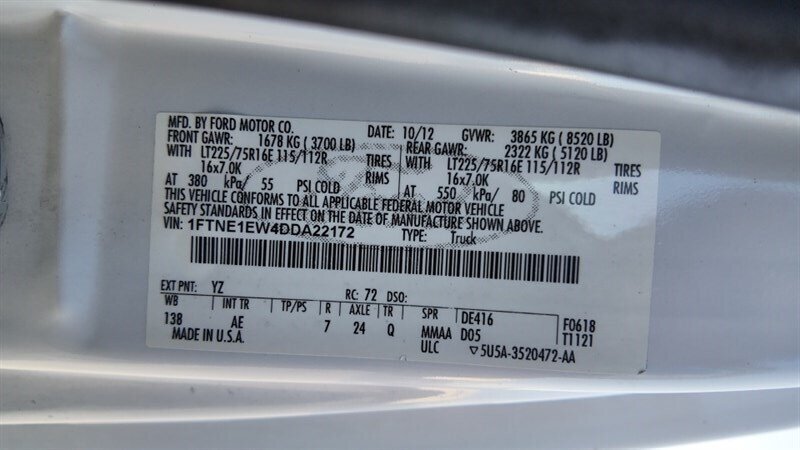 MFD. BY FORD MOTOR CO. DATE: 10/12 GVWR: 3865 KG ( 8520 LB)
FRONT GAWR: 1678 KG ( 3700 LB) REAR GAWR: 2322 KG ( 5120 LB)
WITH LT225/75R16E 115/112R TIRES WITH LT225/75R16E 115/112R TIRES
16x7.0K RIMS 16x7.0K RIMS
AT 380 kPa/ 55 PSI COLD AT 550 kPa/ 80 PSI COLD
THIS VEHICLE CONFORMS TO ALL APPLICABLE FEDERAL MOTOR VEHICLE
SAFETY STANDARDS IN EFFECT ON THE DATE OF MANUFACTURE SHOWN ABOVE.
VIN: 1FTNE1EW4DDA22172 TYPE: Truck
EXT PNT: YZ RC: 72 DSO:
WB INT TR TP/PS R AXLE TR SPR DE416 F0618
138 AE 7 24 Q MMAA D05 T1121
MADE IN U.S.A. ULC ▽5U5A-3520472-AA